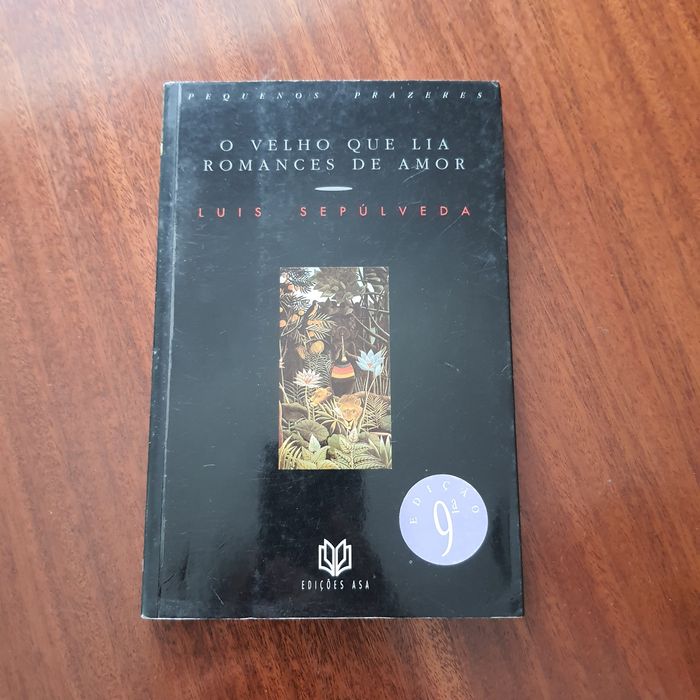 PEQUENOS PRAZERES
O VELHO QUE LIA
ROMANCES DE AMOR
LUIS SEPÚLVEDA
EDIÇÃO
9ª
EDIÇÕES ASA